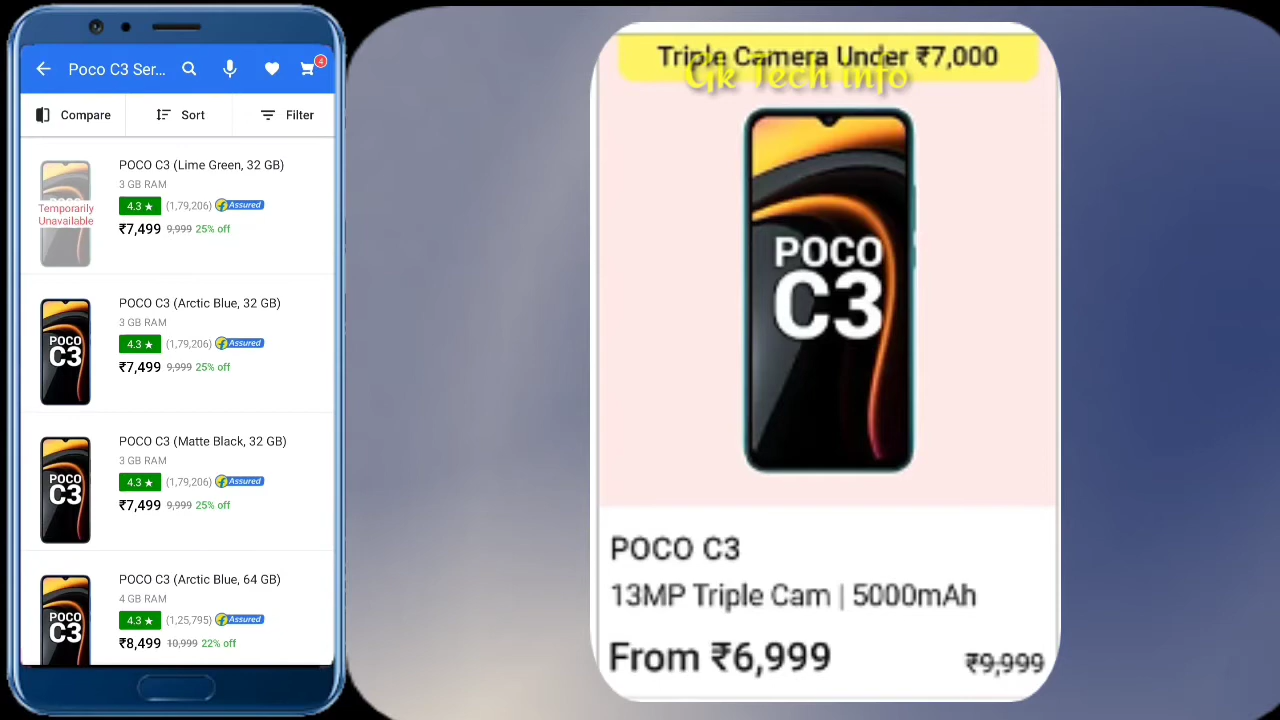 Poco C3 Ser...
4
Compare
Sort
Filter
POCO C3 (Lime Green, 32 GB)
3 GB RAM
Temporarily
Unavailable
4.3 ★ (1,79,206) Assured
₹7,499 9,999 25% off
POCO C3 (Arctic Blue, 32 GB)
3 GB RAM
4.3 ★ (1,79,206) Assured
₹7,499 9,999 25% off
POCO
C3
POCO C3 (Matte Black, 32 GB)
3 GB RAM
4.3 ★ (1,79,206) Assured
₹7,499 9,999 25% off
POCO
C3
POCO C3 (Arctic Blue, 64 GB)
4 GB RAM
4.3 ★ (1,25,795) Assured
₹8,499 10,999 22% off
POCO
C3
Triple Camera Under ₹7,000
Gk Tech info
POCO
C3
POCO C3
13MP Triple Cam | 5000mAh
From ₹6,999 ₹9,999